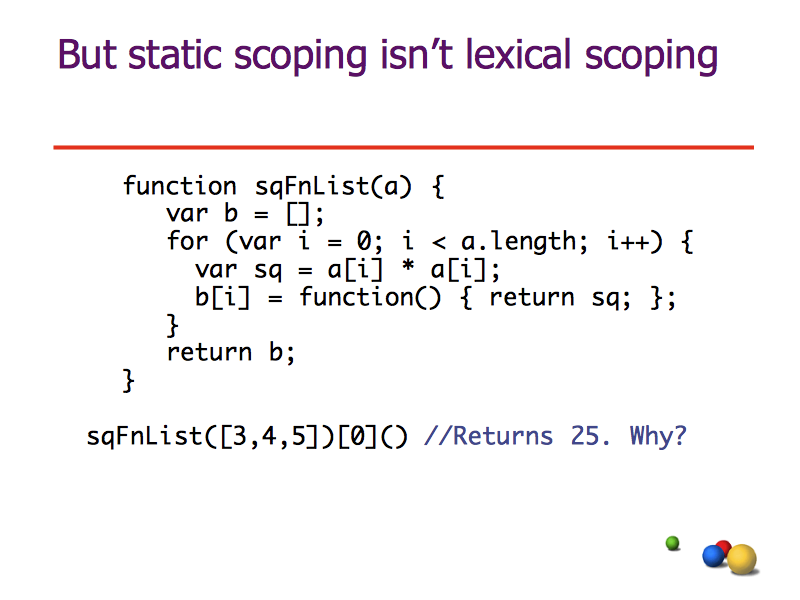 But static scoping isn’t lexical scoping
function sqFnList(a) {
var b = [];
for (var i = 0; i < a.length; i++) {
var sq = a[i] * a[i];
b[i] = function() { return sq; };
}
return b;
}
sqFnList([3,4,5])[0]() //Returns 25. Why?